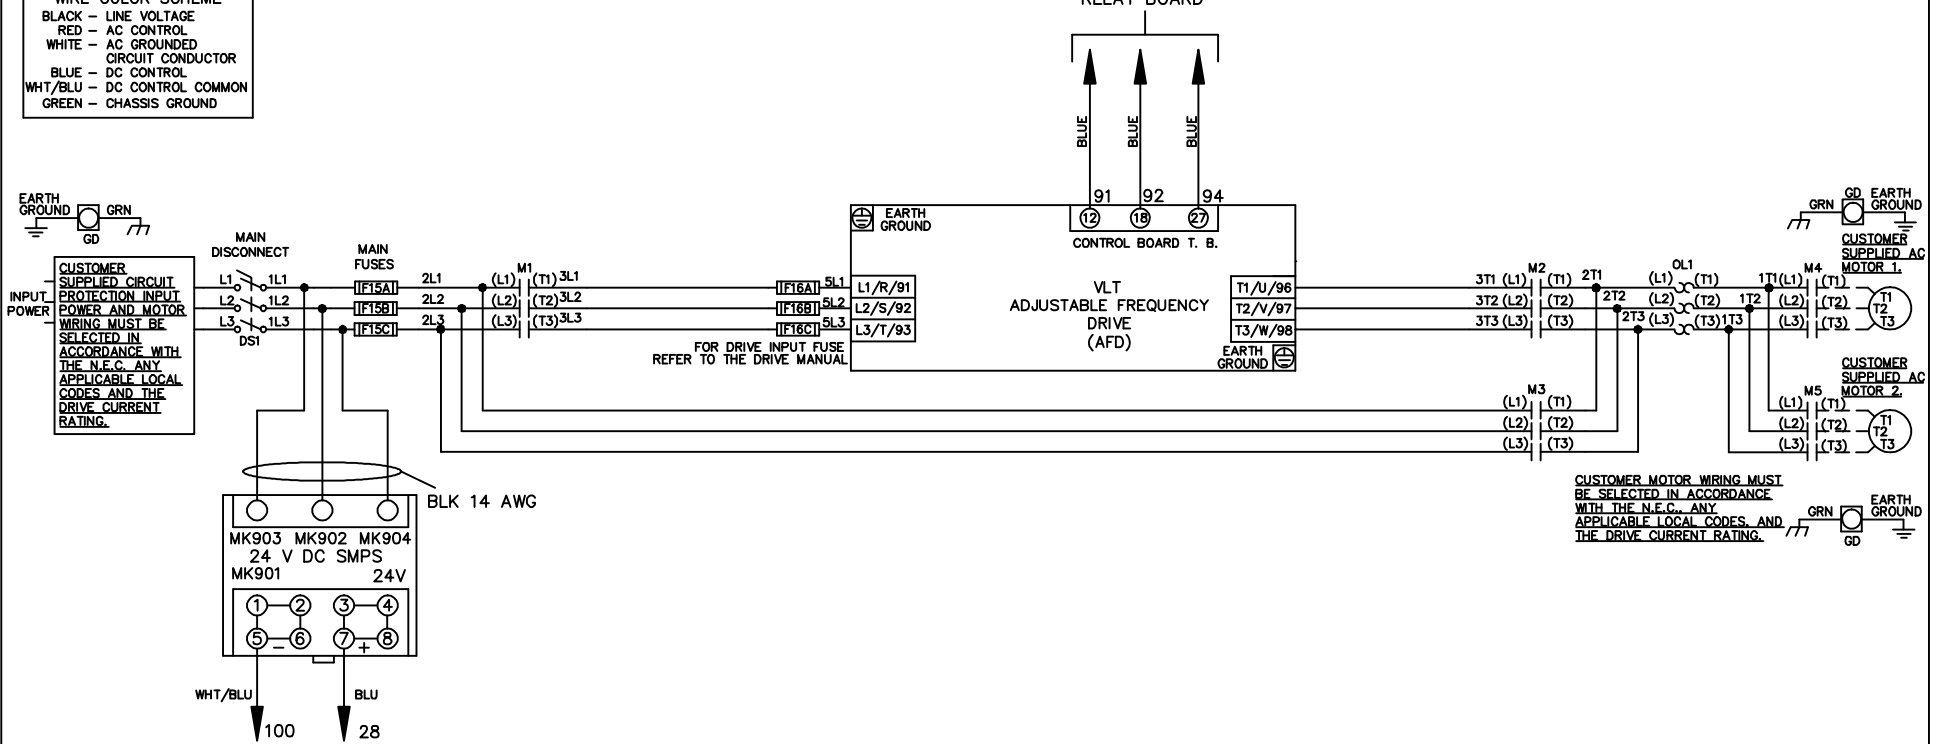 WIRE COLOR SCHEME
BLACK – LINE VOLTAGE
RED – AC CONTROL
WHITE – AC GROUNDED
CIRCUIT CONDUCTOR
BLUE – DC CONTROL
WHT/BLU – DC CONTROL COMMON
GREEN – CHASSIS GROUND
RELAY BOARD
BLUE
BLUE
BLUE
91 92 94
12 18 27
CONTROL BOARD T. B.
EARTH
GROUND
GRN
GD
EARTH
GROUND
GRN
GD
EARTH
GROUND
INPUT
POWER
CUSTOMER
SUPPLIED CIRCUIT
PROTECTION INPUT
POWER AND MOTOR
WIRING MUST BE
SELECTED IN
ACCORDANCE WITH
THE N.E.C. ANY
APPLICABLE LOCAL
CODES AND THE
DRIVE CURRENT
RATING.
MAIN
DISCONNECT
L1 1L1
L2 1L2
L3 1L3
DS1
MAIN
FUSES
F15A
F15B
F15C
2L1
2L2
2L3
M1
(L1) (T1) 3L1
(L2) (T2) 3L2
(L3) (T3) 3L3
F16A 5L1
F16B 5L2
F16C 5L3
FOR DRIVE INPUT FUSE
REFER TO THE DRIVE MANUAL
L1/R/91
L2/S/92
L3/T/93
VLT
ADJUSTABLE FREQUENCY
DRIVE
(AFD)
T1/U/96
T2/V/97
T3/W/98
EARTH
GROUND
M2
3T1 (L1) (T1) 2T1
3T2 (L2) (T2) 2T2
3T3 (L3) (T3) 2T3
OL1
(L1) (T1) 1T1
(L2) (T2) 1T2
(L3) (T3) 1T3
CUSTOMER
SUPPLIED AC
MOTOR 1.
M4
(L1) (T1)
(L2) (T2)
(L3) (T3)
T1
T2
T3
M3
(L1) (T1)
(L2) (T2)
(L3) (T3)
CUSTOMER
SUPPLIED AC
MOTOR 2.
M5
(L1) (T1)
(L2) (T2)
(L3) (T3)
T1
T2
T3
CUSTOMER MOTOR WIRING MUST
BE SELECTED IN ACCORDANCE
WITH THE N.E.C., ANY
APPLICABLE LOCAL CODES, AND
THE DRIVE CURRENT RATING.
GRN
GD
EARTH
GROUND
BLK 14 AWG
MK903 MK902 MK904
24 V DC SMPS
MK901 24V
1 2 3 4
5 6 7 8
– +
WHT/BLU BLU
100 28